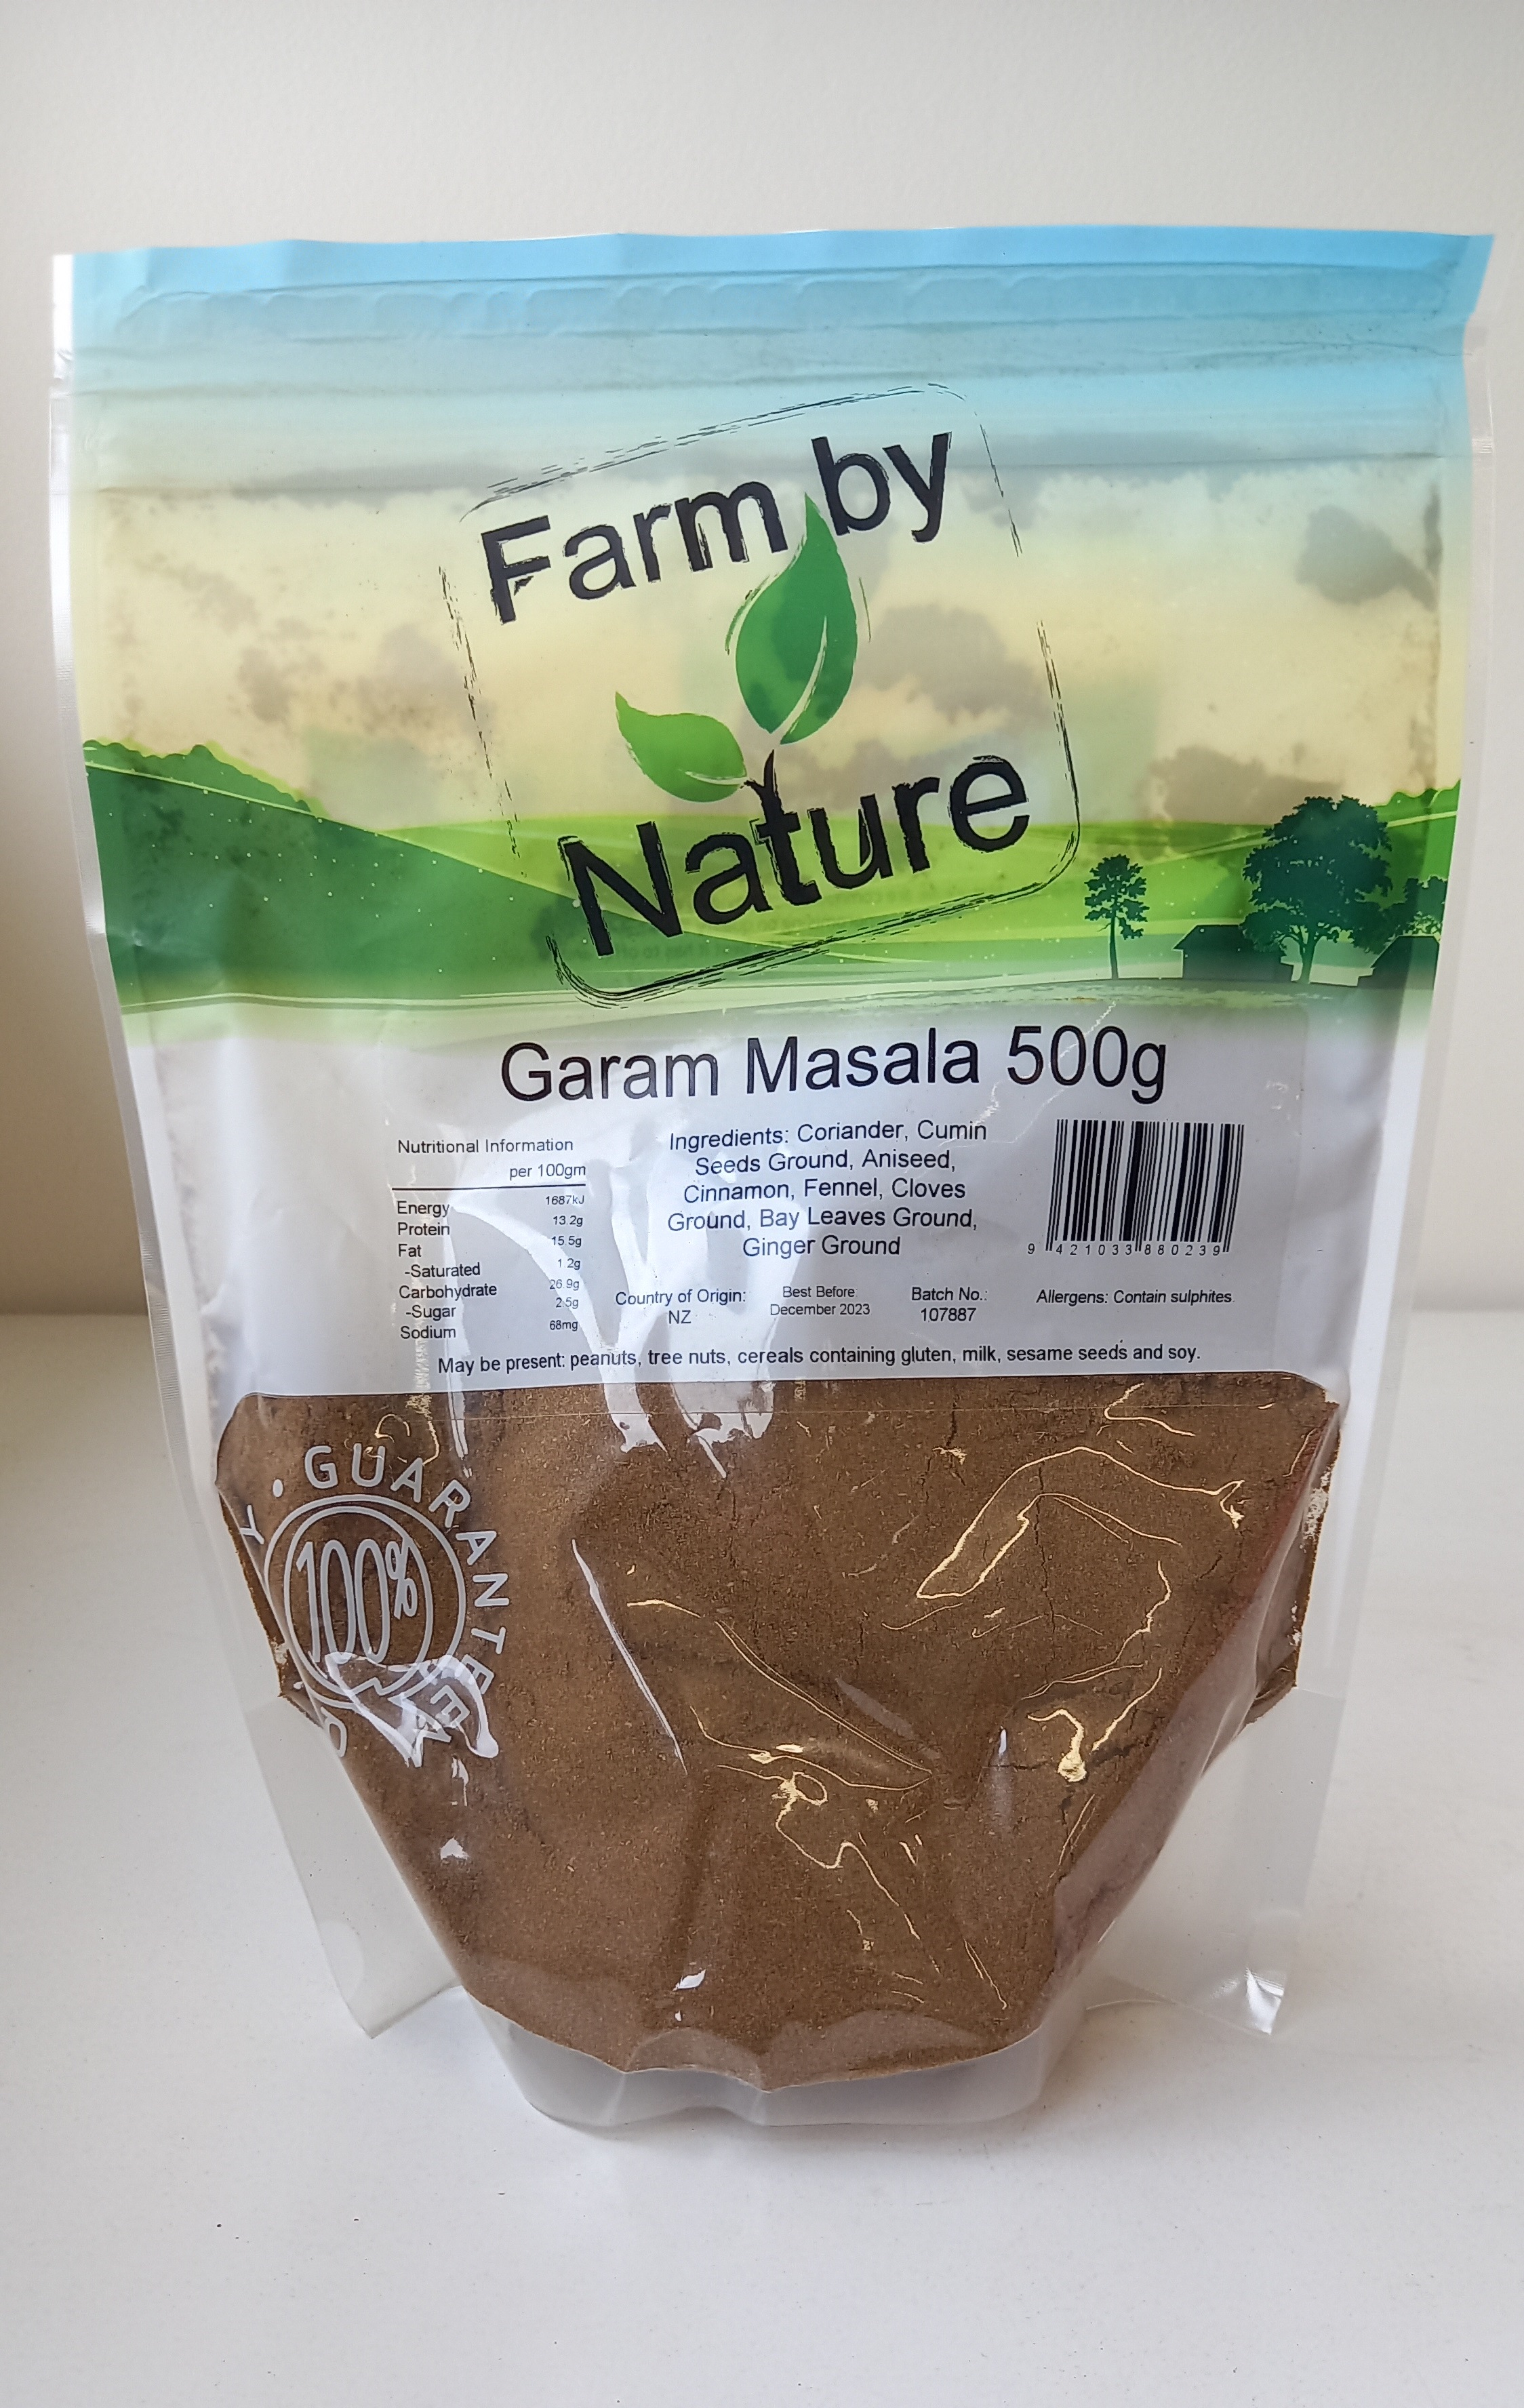 Farm by
Nature
Garam Masala 500g
Nutritional Information
per 100gm
Energy 1687kJ
Protein 13.2g
Fat 15.5g
-Saturated 1.2g
Carbohydrate 26.9g
-Sugar 2.5g
Sodium 68mg
Ingredients: Coriander, Cumin
Seeds Ground, Aniseed,
Cinnamon, Fennel, Cloves
Ground, Bay Leaves Ground,
Ginger Ground
9 421033 880239
Country of Origin:
NZ
Best Before:
December 2023
Batch No.:
107887
Allergens: Contain sulphites.
May be present: peanuts, tree nuts, cereals containing gluten, milk, sesame seeds and soy.
GUARANTEE
100%